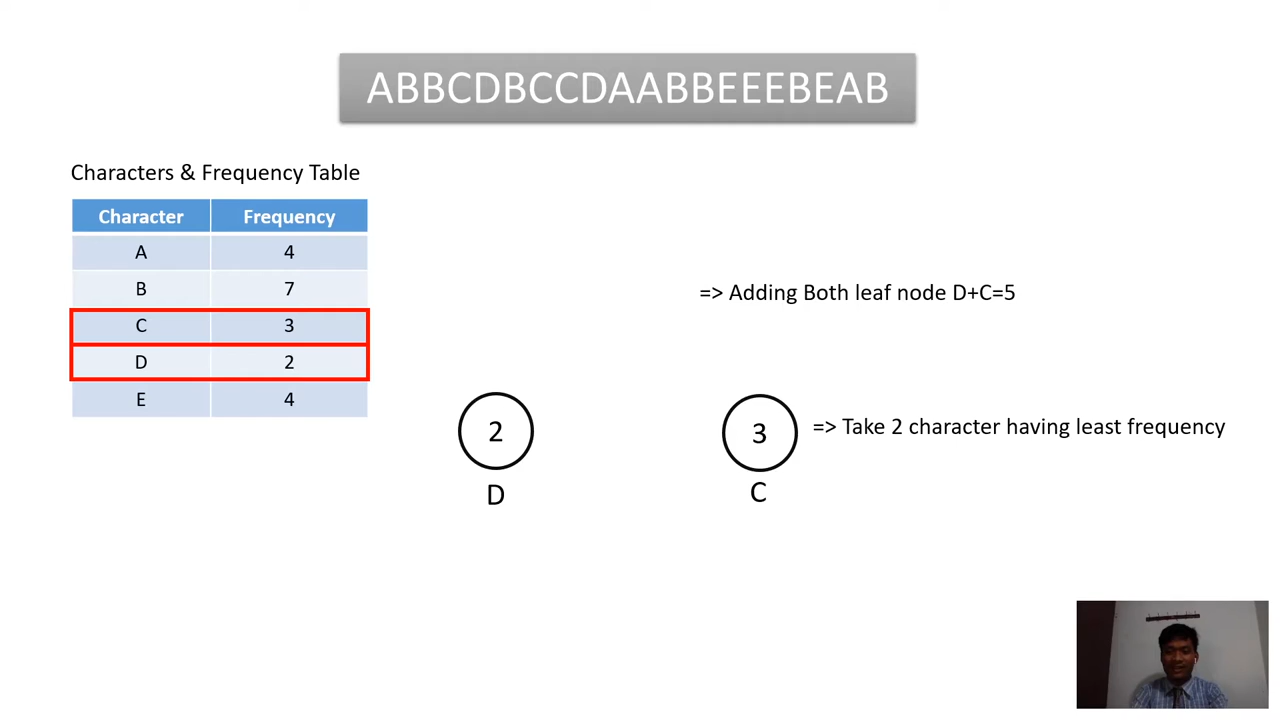 ABBCDBCCDAABBEEEBEAB
Characters & Frequency Table
Character Frequency
A 4
B 7
C 3
D 2
E 4
=> Adding Both leaf node D+C=5
2
3
=> Take 2 character having least frequency
D
C